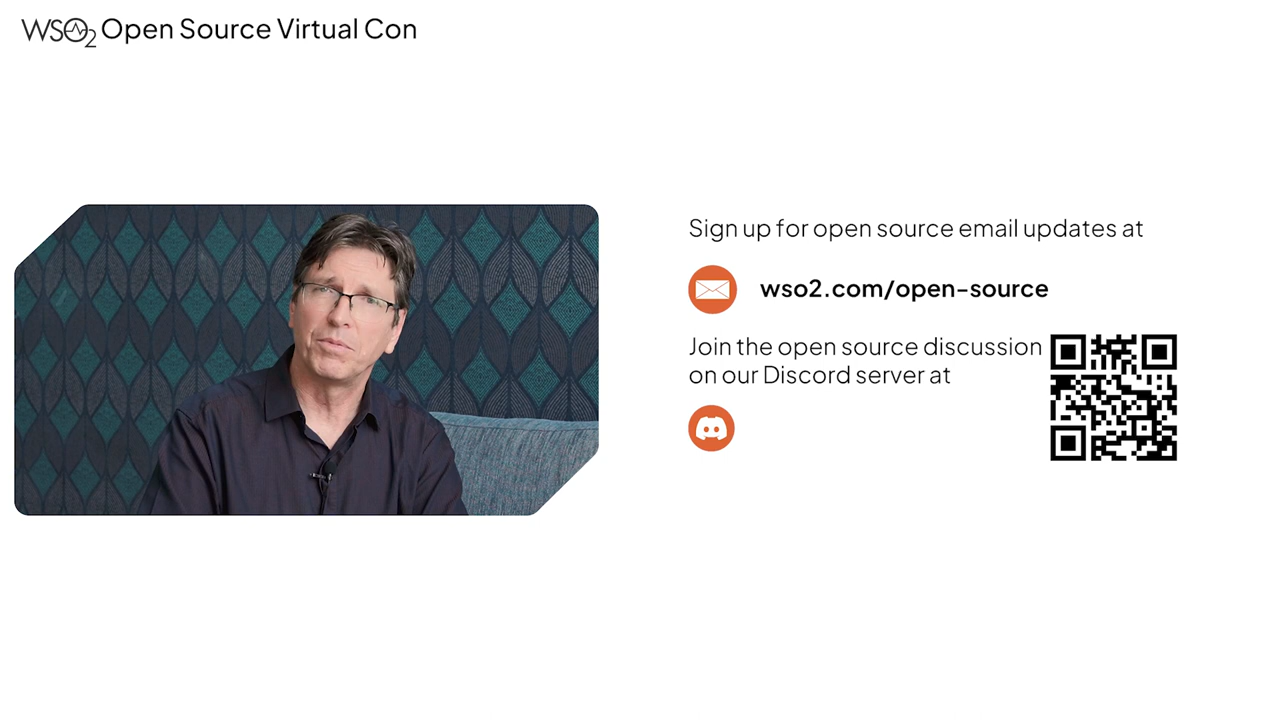 WSO2 Open Source Virtual Con
Sign up for open source email updates at
wso2.com/open-source
Join the open source discussion
on our Discord server at